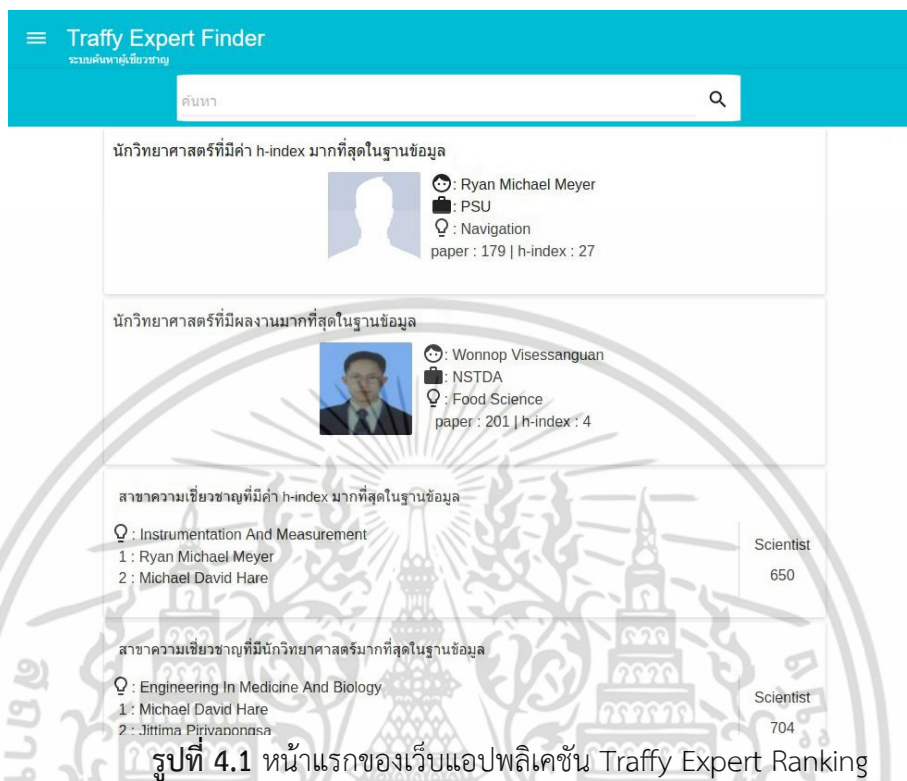 Traffy Expert Finder
ระบบค้นหาผู้เชี่ยวชาญ
ค้นหา
นักวิทยาศาสตร์ที่มีค่า h-index มากที่สุดในฐานข้อมูล
: Ryan Michael Meyer
: PSU
: Navigation
paper : 179 | h-index : 27
นักวิทยาศาสตร์ที่มีผลงานมากที่สุดในฐานข้อมูล
: Wonnop Visessanguan
: NSTDA
: Food Science
paper : 201 | h-index : 4
สาขาความเชี่ยวชาญที่มีค่า h-index มากที่สุดในฐานข้อมูล
: Instrumentation And Measurement
1 : Ryan Michael Meyer
2 : Michael David Hare
Scientist
650
สาขาความเชี่ยวชาญที่มีนักวิทยาศาสตร์มากที่สุดในฐานข้อมูล
: Engineering In Medicine And Biology
1 : Michael David Hare
2 : Jittima Piriyapongsa
Scientist
704
รูปที่ 4.1 หน้าแรกของเว็บแอปพลิเคชัน Traffy Expert Ranking